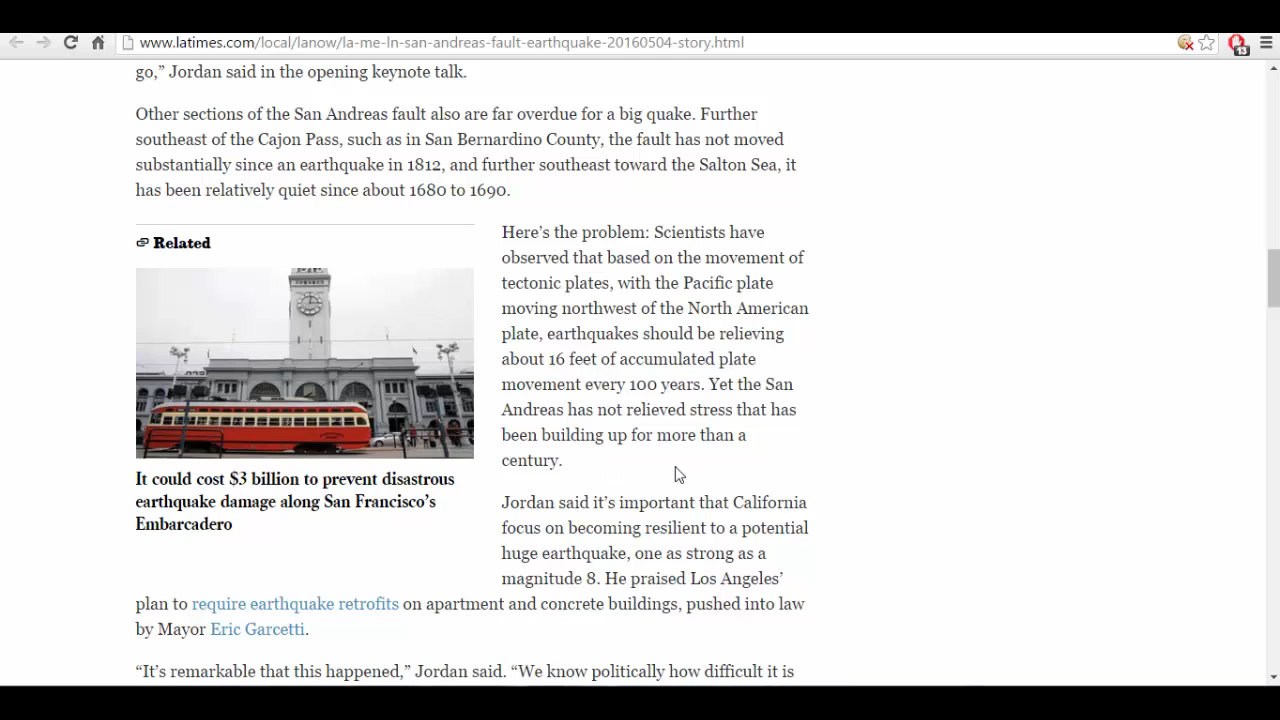 www.latimes.com/local/lanow/la-me-ln-san-andreas-fault-earthquake-20160504-story.html
13
go,” Jordan said in the opening keynote talk.
Other sections of the San Andreas fault also are far overdue for a big quake. Further
southeast of the Cajon Pass, such as in San Bernardino County, the fault has not moved
substantially since an earthquake in 1812, and further southeast toward the Salton Sea, it
has been relatively quiet since about 1680 to 1690.
Related
It could cost $3 billion to prevent disastrous
earthquake damage along San Francisco’s
Embarcadero
Here’s the problem: Scientists have
observed that based on the movement of
tectonic plates, with the Pacific plate
moving northwest of the North American
plate, earthquakes should be relieving
about 16 feet of accumulated plate
movement every 100 years. Yet the San
Andreas has not relieved stress that has
been building up for more than a
century.
Jordan said it’s important that California
focus on becoming resilient to a potential
huge earthquake, one as strong as a
magnitude 8. He praised Los Angeles’
plan to require earthquake retrofits on apartment and concrete buildings, pushed into law
by Mayor Eric Garcetti.
“It’s remarkable that this happened,” Jordan said. “We know politically how difficult it is